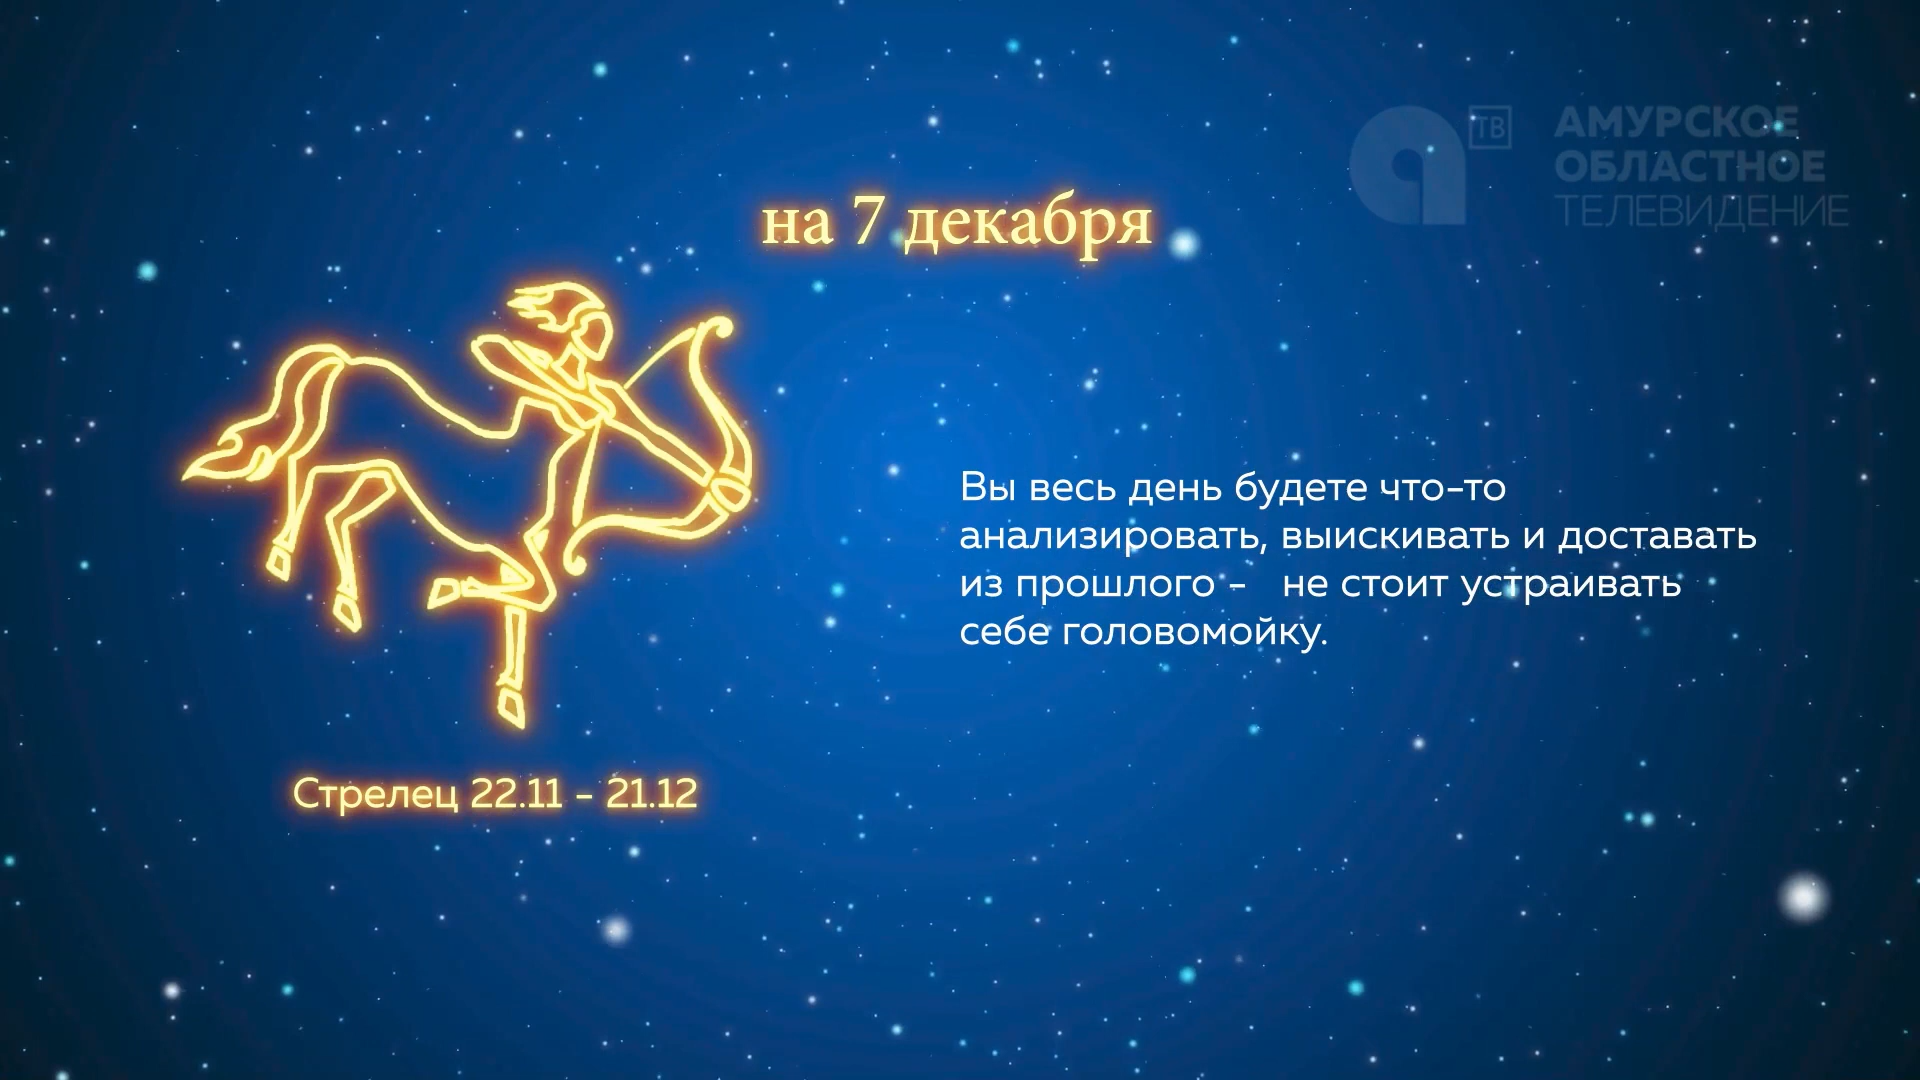 ТВ
АМУРСКОЕ
ОБЛАСТНОЕ
ТЕЛЕВИДЕНИЕ
на 7 декабря
Вы весь день будете что-то
анализировать, выискивать и доставать
из прошлого -   не стоит устраивать
себе головомойку.
Стрелец 22.11 - 21.12